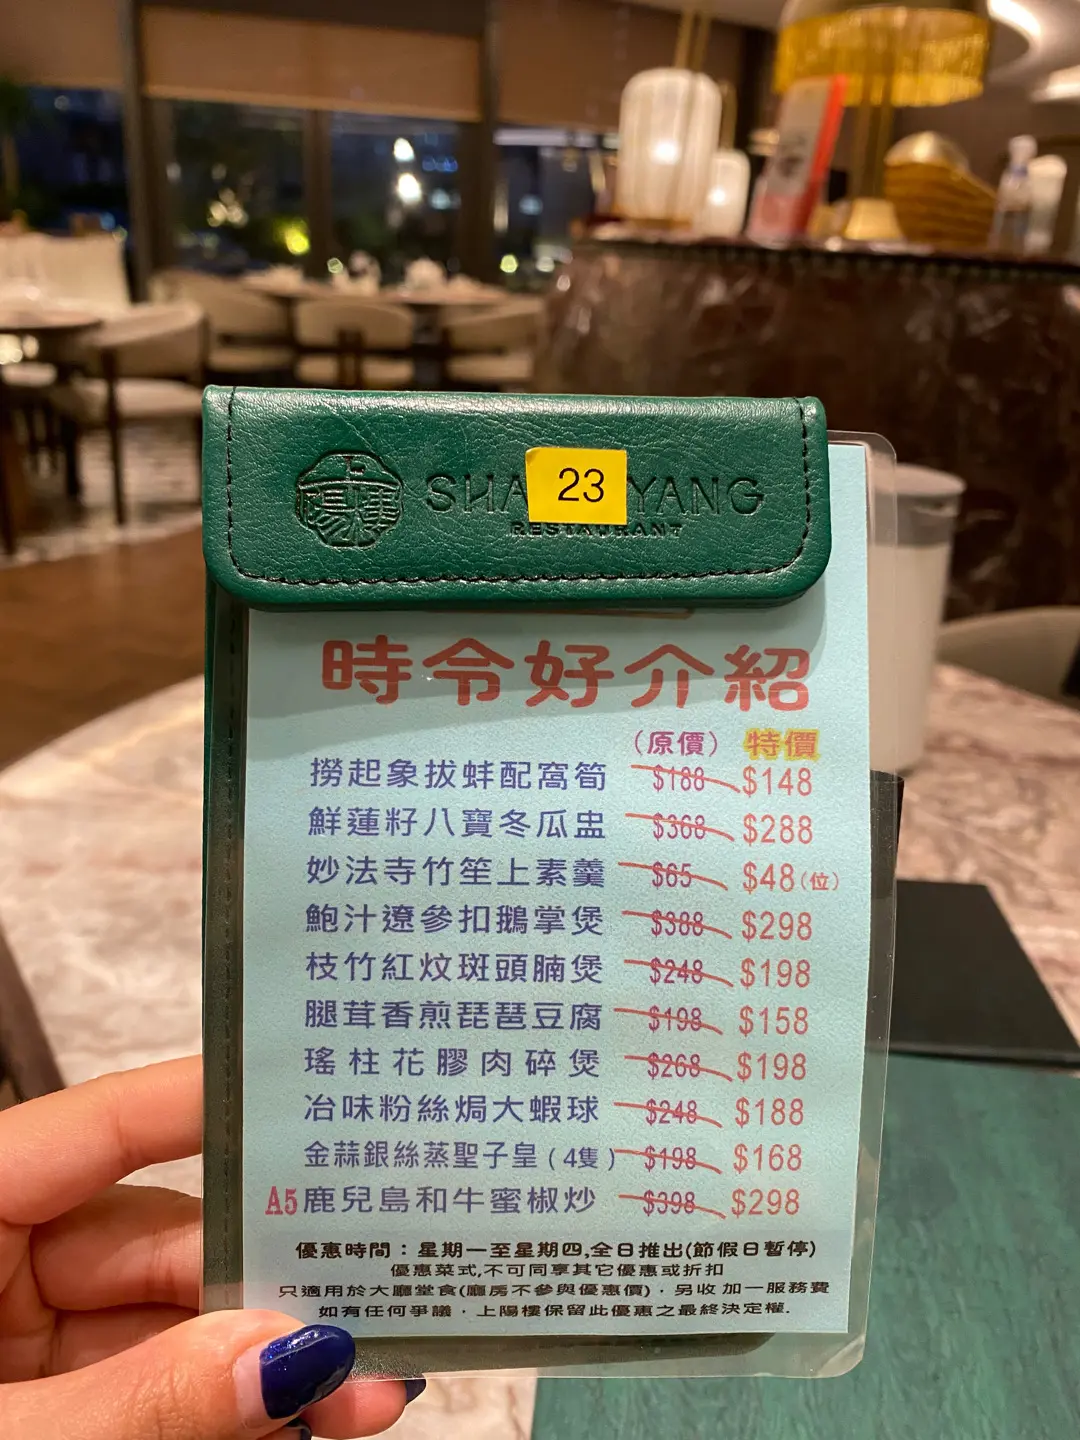 上陽樓
23
RESTAURANT
時令好介紹
(原價) 特價
撈起象拔蚌配窩筍 $188 $148
鮮蓮籽八寶冬瓜盅 $368 $288
妙法寺竹笙上素羹 $65 $48(位)
鮑汁遼參扣鵝掌煲 $388 $298
枝竹紅炆斑頭腩煲 $248 $198
腿茸香煎琵琶豆腐 $198 $158
瑤柱花膠肉碎煲 $268 $198
冶味粉絲焗大蝦球 $248 $188
金蒜銀絲蒸聖子皇(4隻) $198 $168
A5鹿兒島和牛蜜椒炒 $398 $298
優惠時間：星期一至星期四,全日推出(節假日暫停)
優惠菜式,不可同享其它優惠或折扣
只適用於大廳堂食(廳房不參與優惠價)，另收加一服務費
如有任何爭議，上陽樓保留此優惠之最終決定權.